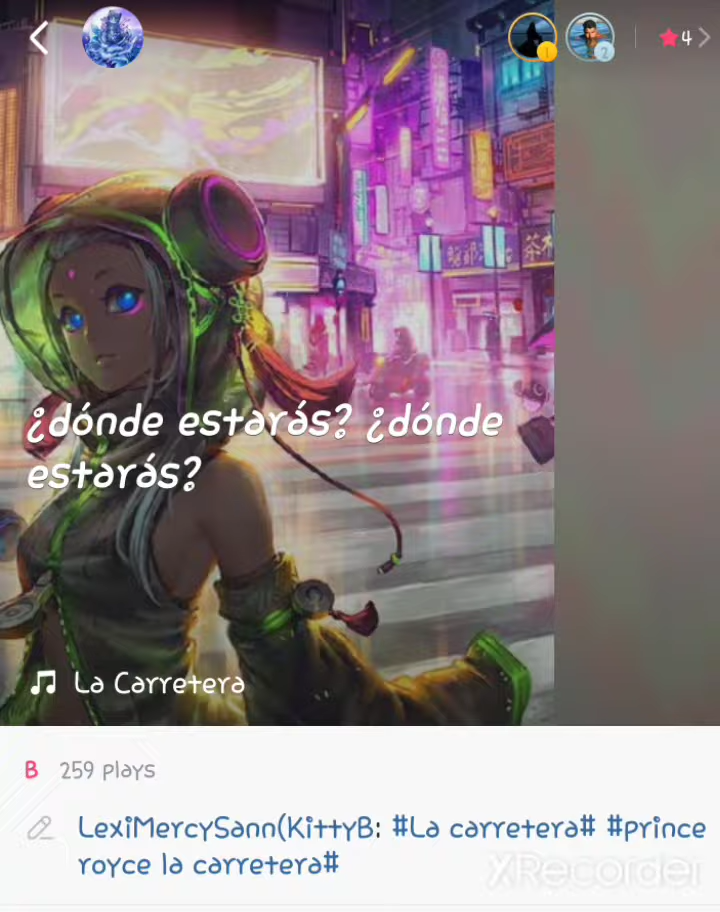 4
¿dónde estarás? ¿dónde
estarás?
La Carretera
B 259 plays
LexiMercySann(KittyB: #La carretera# #prince
royce la carretera#
XRecorder